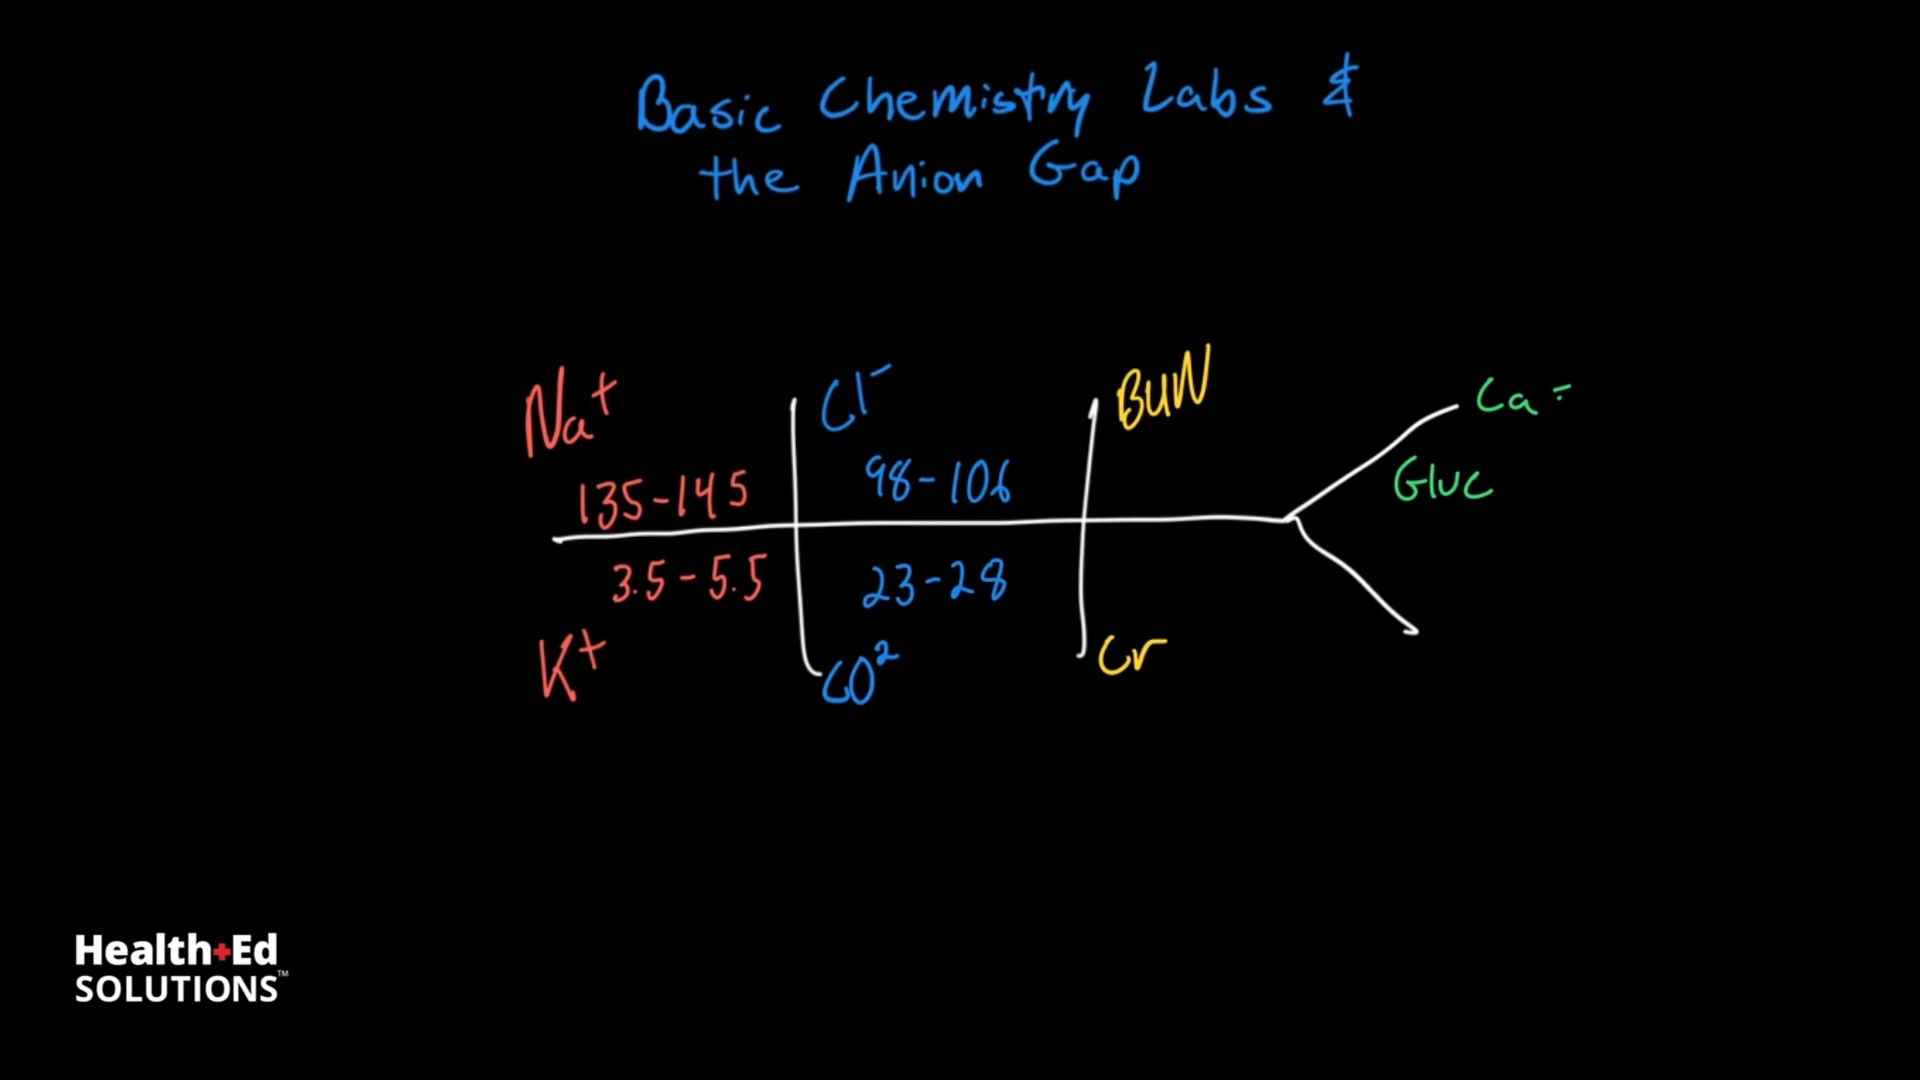 Basic Chemistry Labs &
the Anion Gap
Na+ Cl- BUN Ca÷
135-145 98-106 Gluc
3.5-5.5 23-28
K+ CO² Cr
Health+Ed
SOLUTIONS™